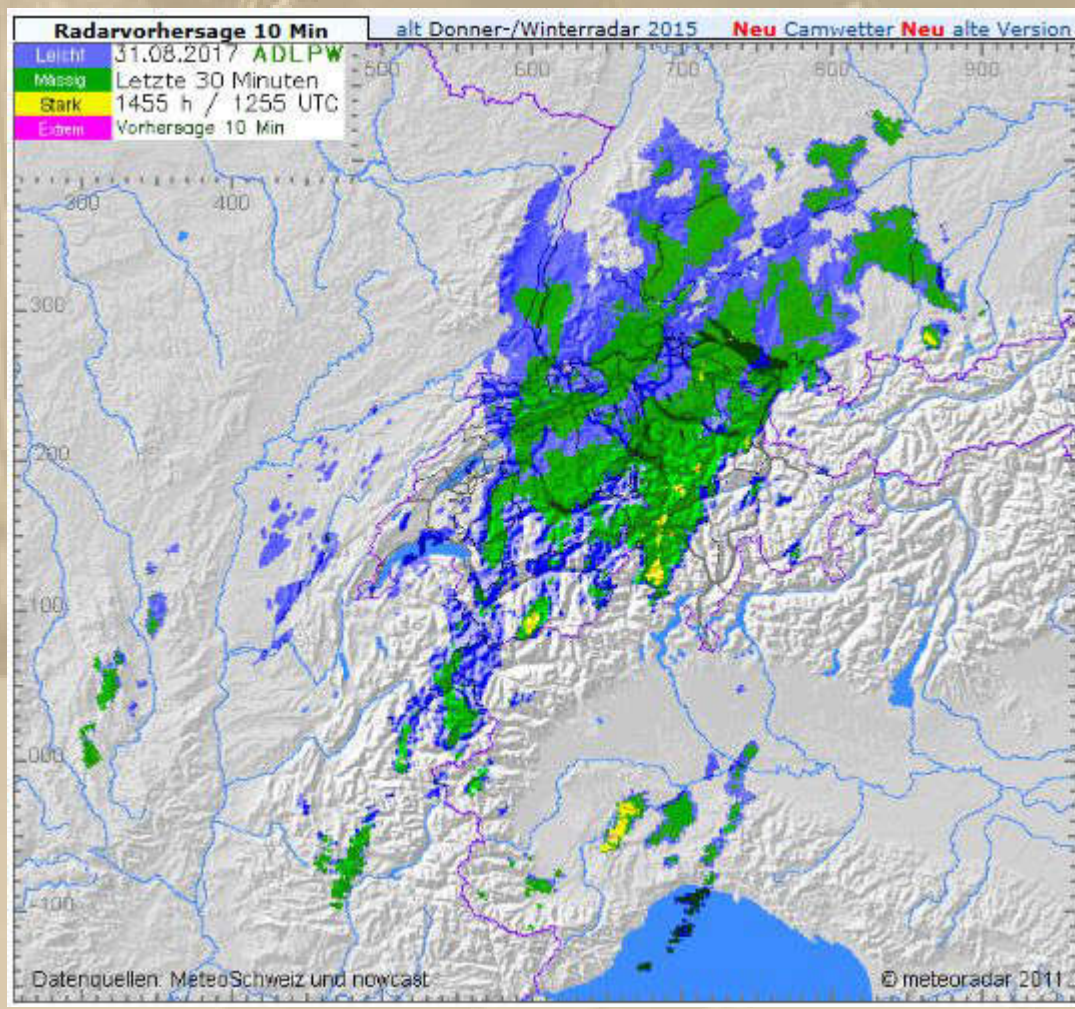 Radarvorhersage 10 Min
alt Donner-/Winterradar 2015 Neu Camwetter Neu alte Version
Leicht 31.08.2017 ADLPW
Mässig Letzte 30 Minuten
Stark 1455 h / 1255 UTC
Extrem Vorhersage 10 Min
500 600 700 800 900
300 400
300
200
100
000
-100
Datenquellen: MeteoSchweiz und nowcast
© meteoradar 2011